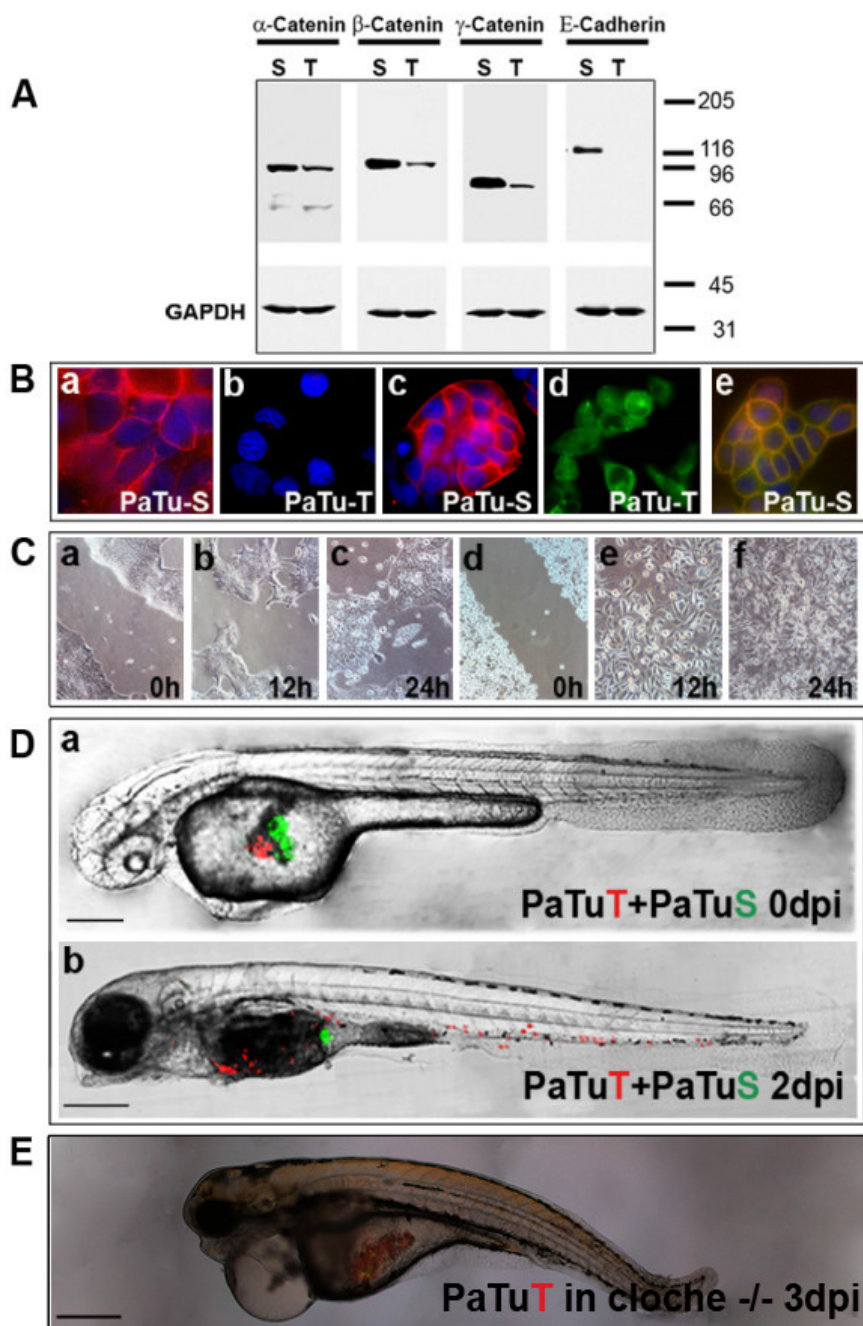 α-Catenin β-Catenin γ-Catenin E-Cadherin
S T S T S T S T
A
205
116
96
66
45
GAPDH
31
B
a b c d e
PaTu-S PaTu-T PaTu-S PaTu-T PaTu-S
C
a b c d e f
0h 12h 24h 0h 12h 24h
D
a
PaTuT+PaTuS 0dpi
b
PaTuT+PaTuS 2dpi
E
PaTuT in cloche -/- 3dpi